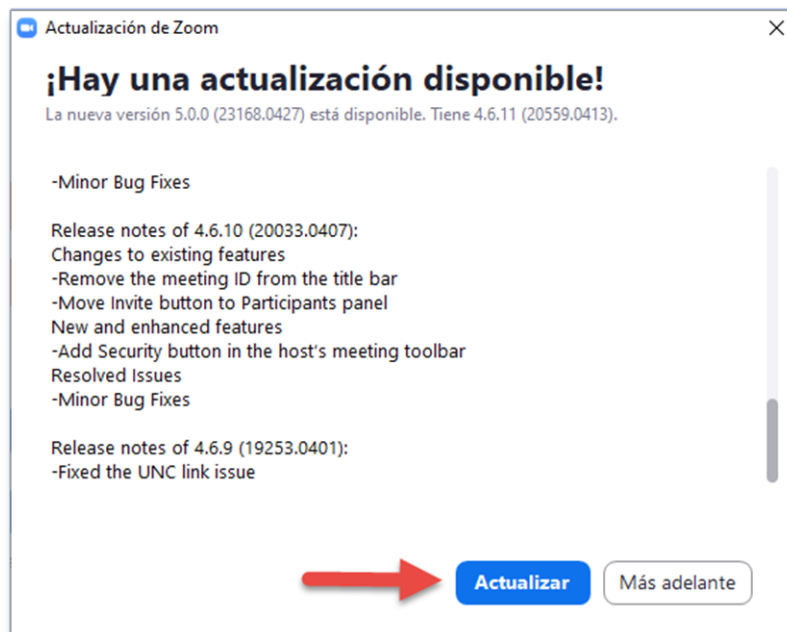 Actualización de Zoom
¡Hay una actualización disponible!
La nueva versión 5.0.0 (23168.0427) está disponible. Tiene 4.6.11 (20559.0413).
-Minor Bug Fixes
Release notes of 4.6.10 (20033.0407):
Changes to existing features
-Remove the meeting ID from the title bar
-Move Invite button to Participants panel
New and enhanced features
-Add Security button in the host's meeting toolbar
Resolved Issues
-Minor Bug Fixes
Release notes of 4.6.9 (19253.0401):
-Fixed the UNC link issue
Actualizar Más adelante